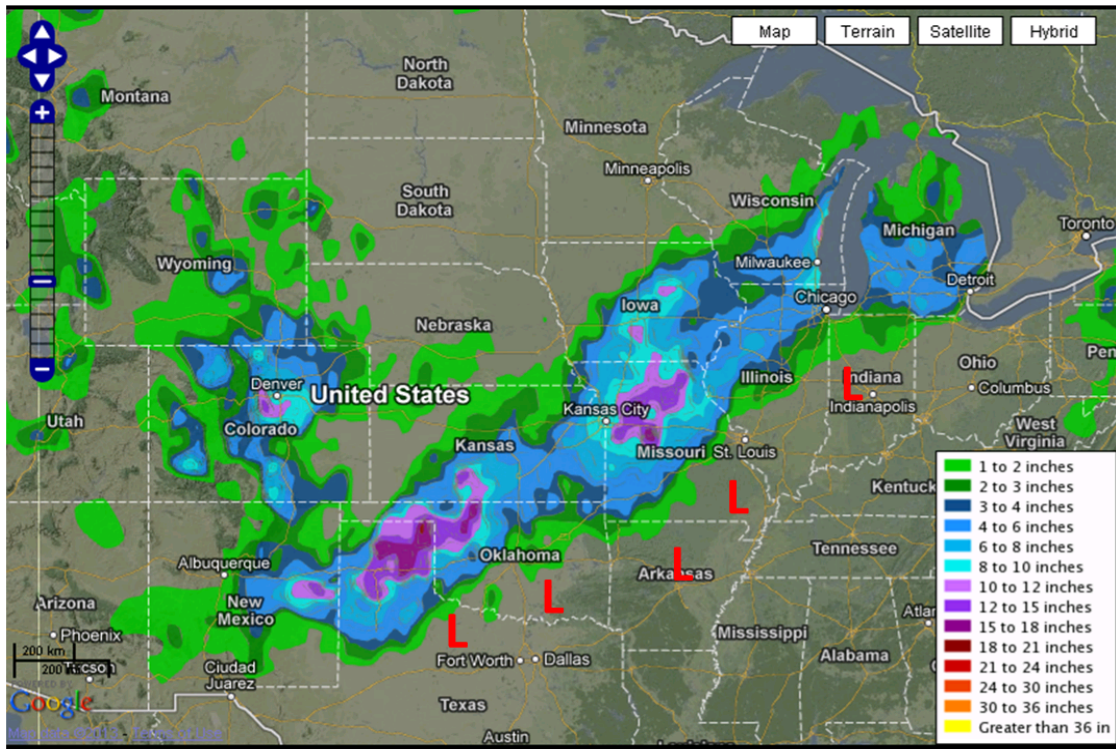 Map
Terrain
Satellite
Hybrid
North
Dakota
Montana
Minnesota
Minneapolis
South
Dakota
Wisconsin
Toronto
Michigan
Wyoming
Milwaukee
Detroit
Chicago
Iowa
Nebraska
Pen
Ohio
Denver
United States
Illinois
Indiana
Columbus
Indianapolis
Utah
Colorado
Kansas City
Kansas
Missouri
St. Louis
West
Virginia
L
L
L
L
L
Kentuck
Tennessee
Albuquerque
Oklahoma
Arkansas
Arizona
New
Mexico
Phoenix
Mississippi
Atla
200 km
200
Tucson
Ciudad
Juarez
Fort Worth
Dallas
Alabama
POWERED BY
Google
Texas
Austin
Louisiana
1 to 2 inches
2 to 3 inches
3 to 4 inches
4 to 6 inches
6 to 8 inches
8 to 10 inches
10 to 12 inches
12 to 15 inches
15 to 18 inches
18 to 21 inches
21 to 24 inches
24 to 30 inches
30 to 36 inches
Greater than 36 in